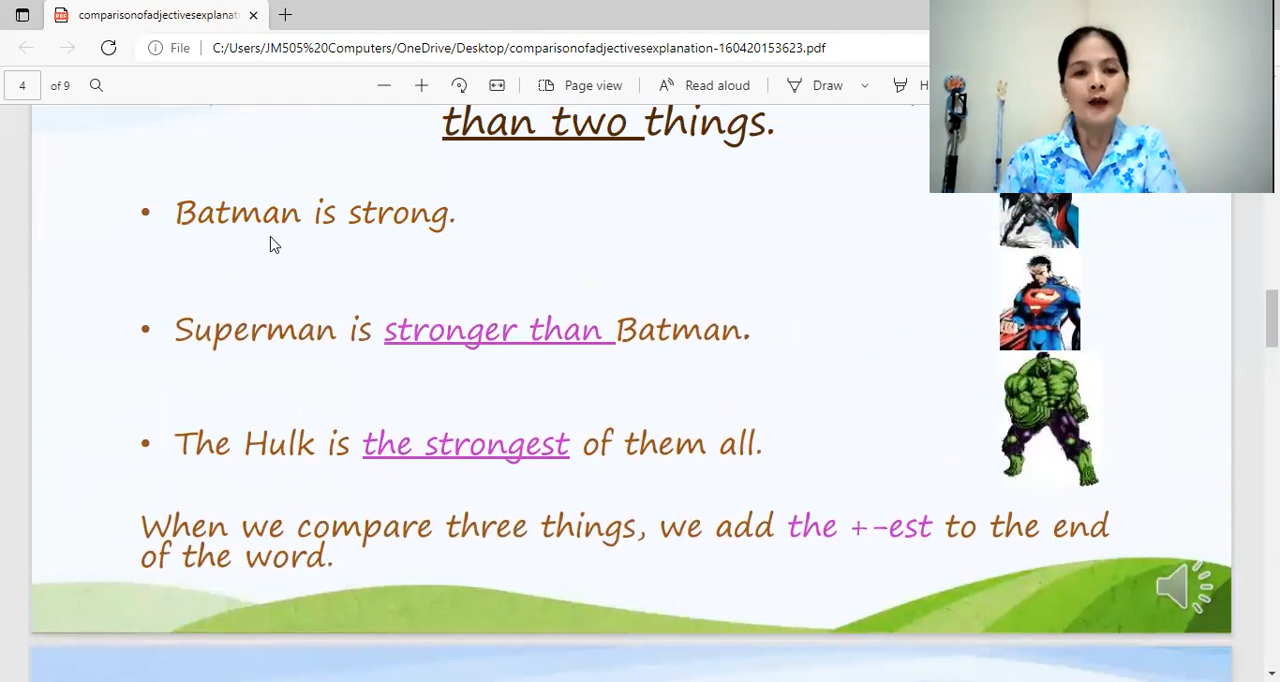 comparisonofadjectivesexplanat
File
C:/Users/JM505%20Computers/OneDrive/Desktop/comparisonofadjectivesexplanation-160420153623.pdf
4 of 9 Page view Read aloud Draw H
than two things.
• Batman is strong.
• Superman is stronger than Batman.
• The Hulk is the strongest of them all.
When we compare three things, we add the +-est to the end
of the word.